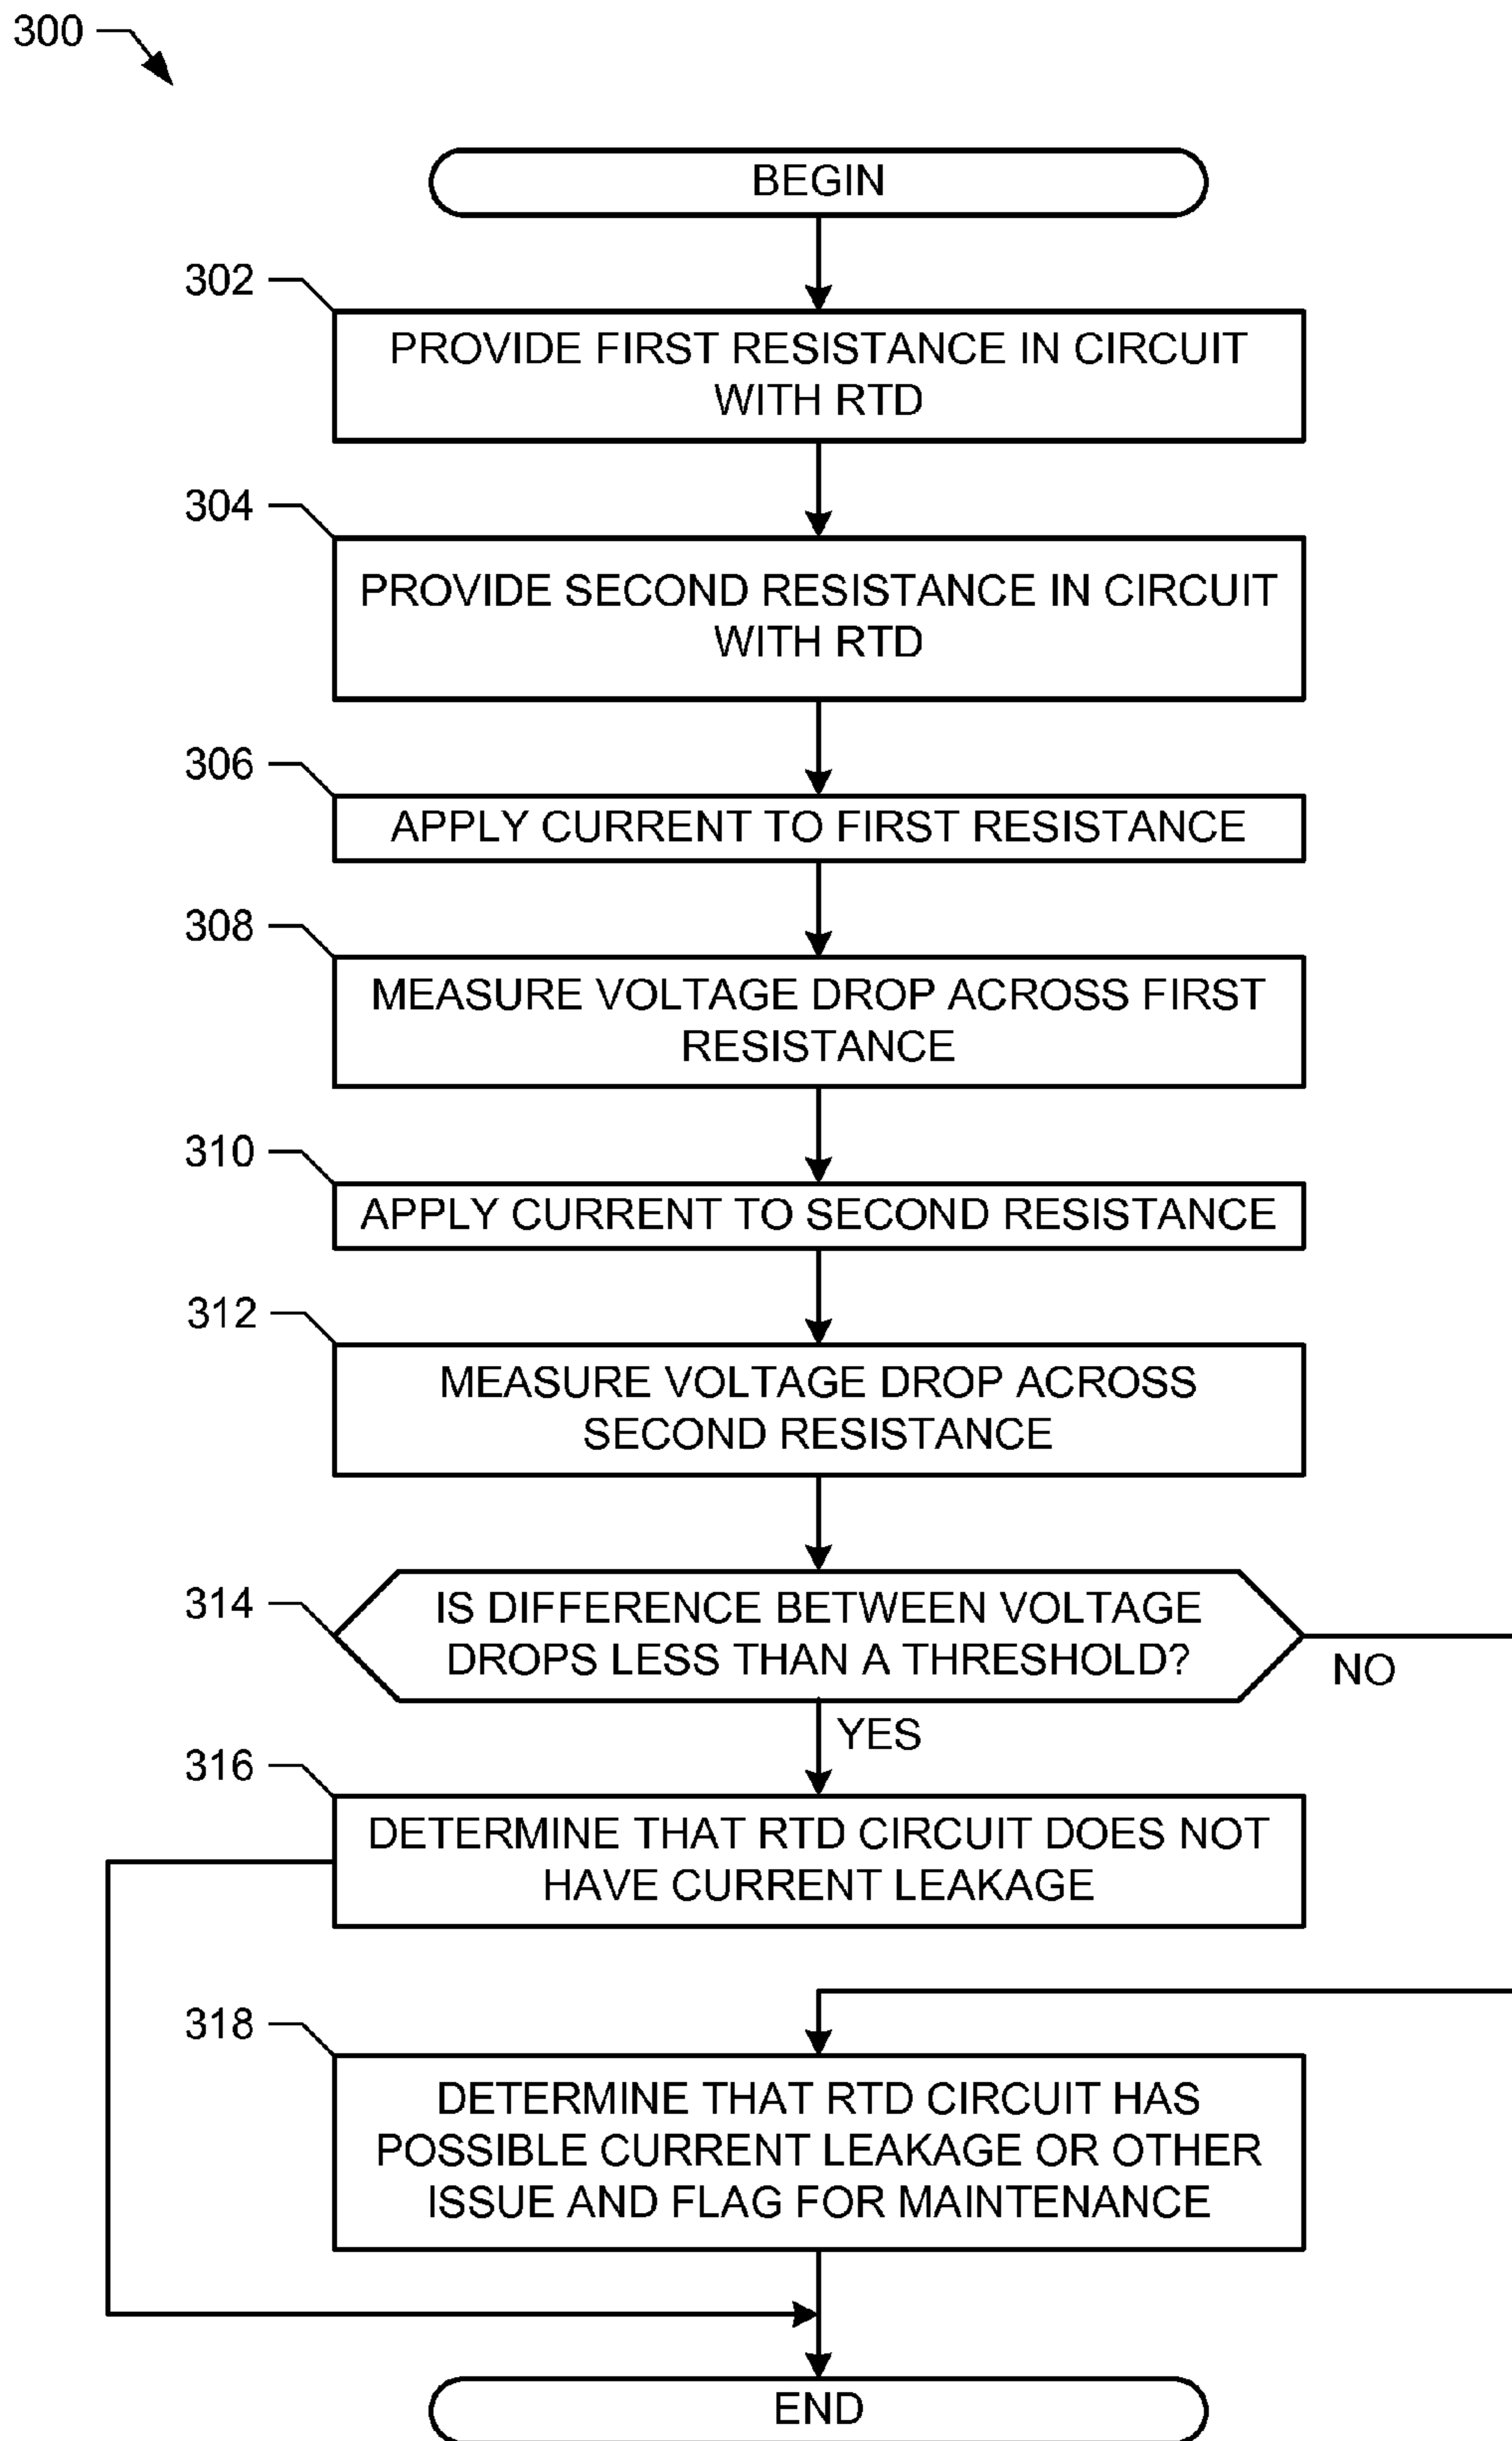 300
BEGIN
302
PROVIDE FIRST RESISTANCE IN CIRCUIT
WITH RTD
304
PROVIDE SECOND RESISTANCE IN CIRCUIT
WITH RTD
306
APPLY CURRENT TO FIRST RESISTANCE
308
MEASURE VOLTAGE DROP ACROSS FIRST
RESISTANCE
310
APPLY CURRENT TO SECOND RESISTANCE
312
MEASURE VOLTAGE DROP ACROSS
SECOND RESISTANCE
314
IS DIFFERENCE BETWEEN VOLTAGE
DROPS LESS THAN A THRESHOLD?
NO
YES
316
DETERMINE THAT RTD CIRCUIT DOES NOT
HAVE CURRENT LEAKAGE
318
DETERMINE THAT RTD CIRCUIT HAS
POSSIBLE CURRENT LEAKAGE OR OTHER
ISSUE AND FLAG FOR MAINTENANCE
END